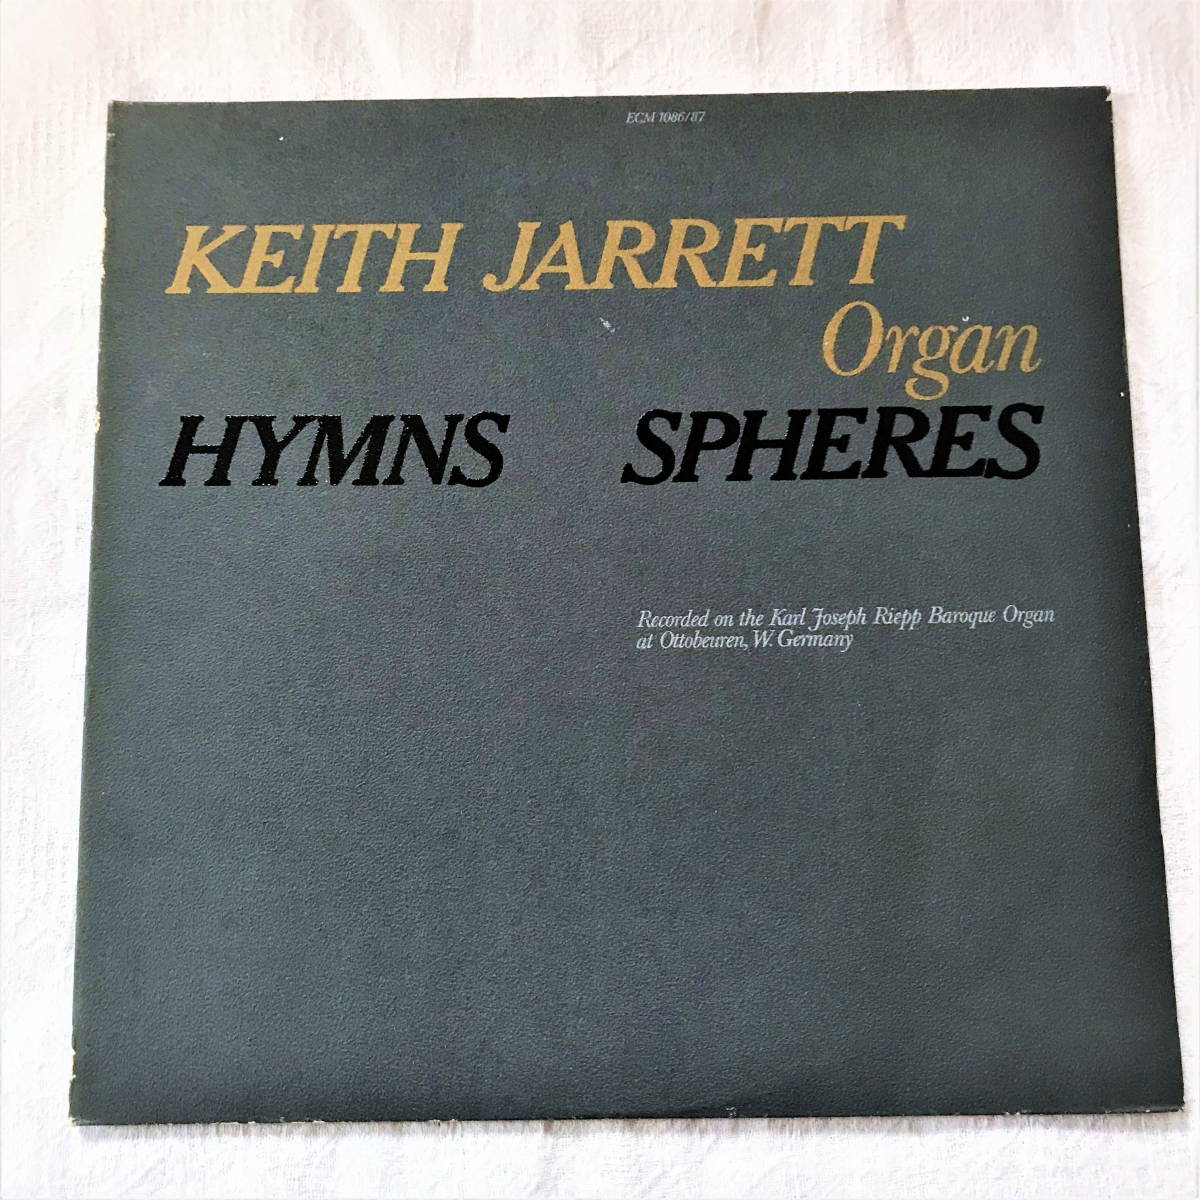 ECM 1086/87
KEITH JARRETT
Organ
HYMNS SPHERES
Recorded on the Karl Joseph Riepp Baroque Organ
at Ottobeuren, W. Germany